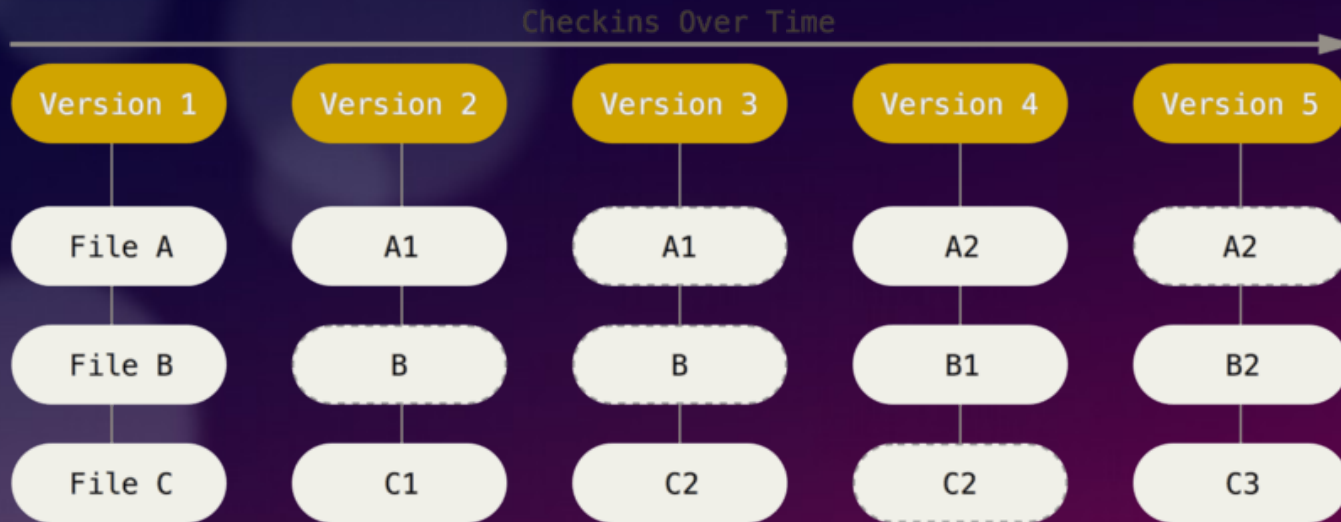 Checkins Over Time
Version 1 Version 2 Version 3 Version 4 Version 5
File A A1 A1 A2 A2
File B B B B1 B2
File C C1 C2 C2 C3